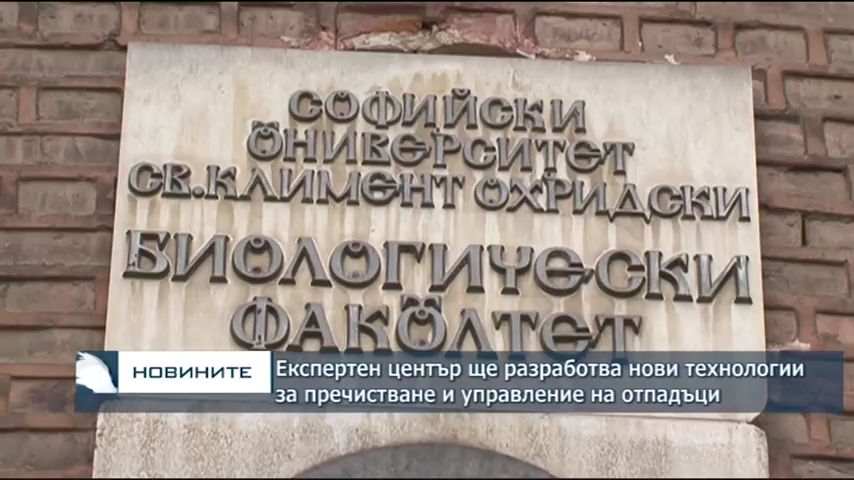 СОФИЙСКИ
УНИВЕРСИТЕТ
СВ. КЛИМЕНТ ОХРИДСКИ
БИОЛОГИЧЕСКИ
ФАКУЛТЕТ
НОВИНИТЕ
Експертен център ще разработва нови технологии
за пречистване и управление на отпадъци